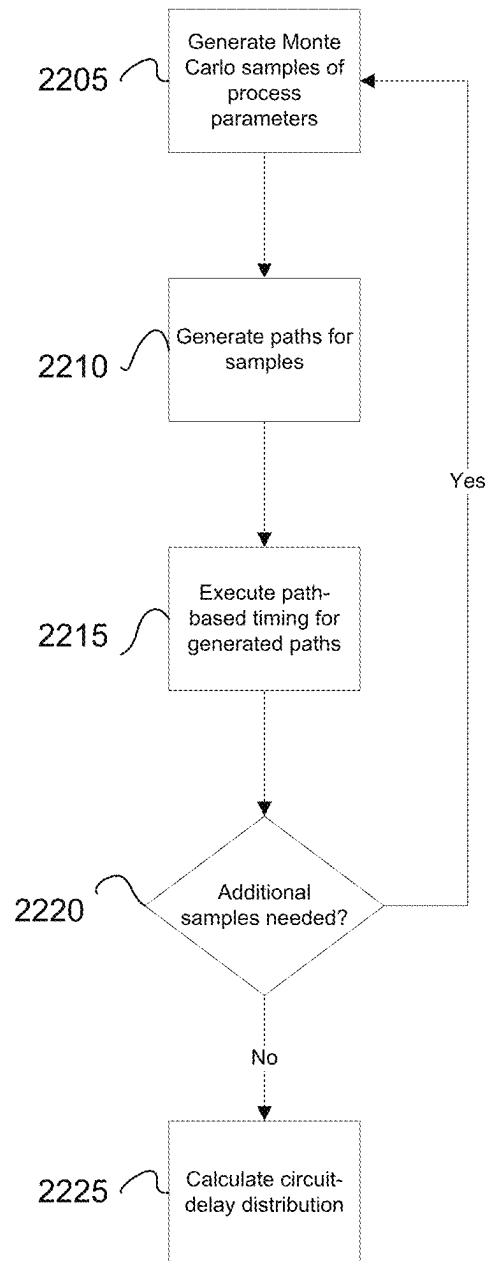 2205
Generate Monte
Carlo samples of
process
parameters
2210
Generate paths for
samples
Yes
2215
Execute path-
based timing for
generated paths
2220
Additional
samples needed?
No
2225
Calculate circuit-
delay distribution